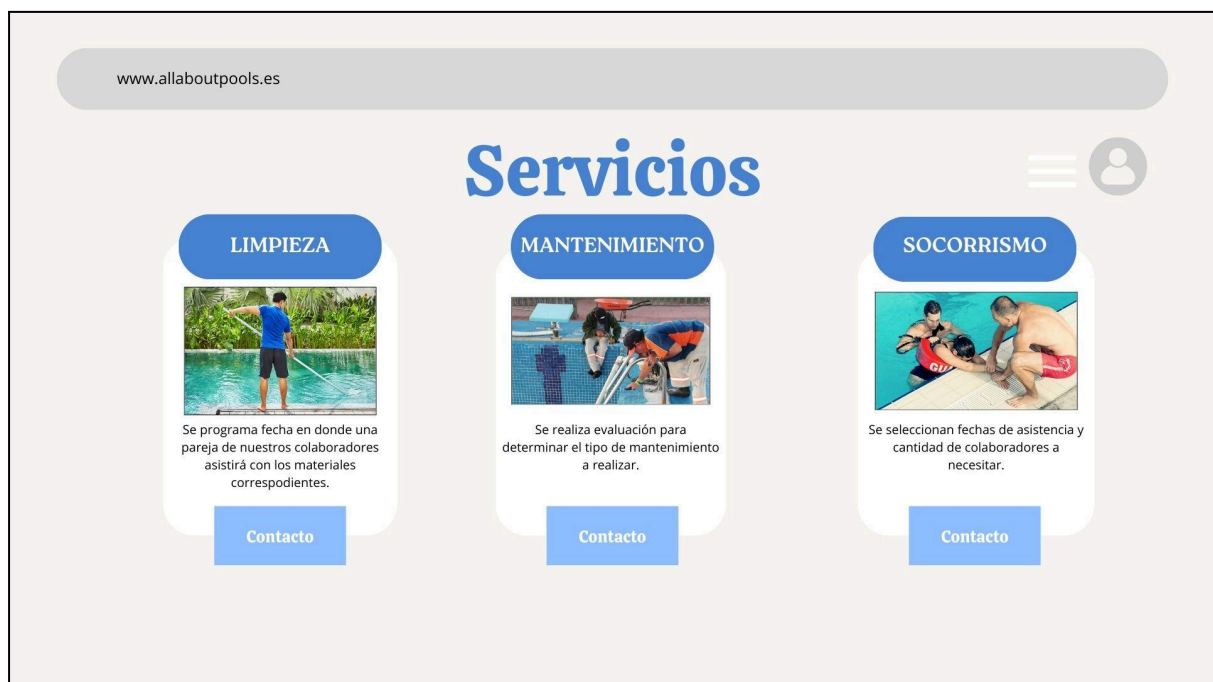 www.allaboutpools.es
Servicios
LIMPIEZA
Se programa fecha en donde una
pareja de nuestros colaboradores
asistirá con los materiales
correspodientes.
Contacto
MANTENIMIENTO
Se realiza evaluación para
determinar el tipo de mantenimiento
a realizar.
Contacto
SOCORRISMO
GU
Se seleccionan fechas de asistencia y
cantidad de colaboradores a
necesitar.
Contacto